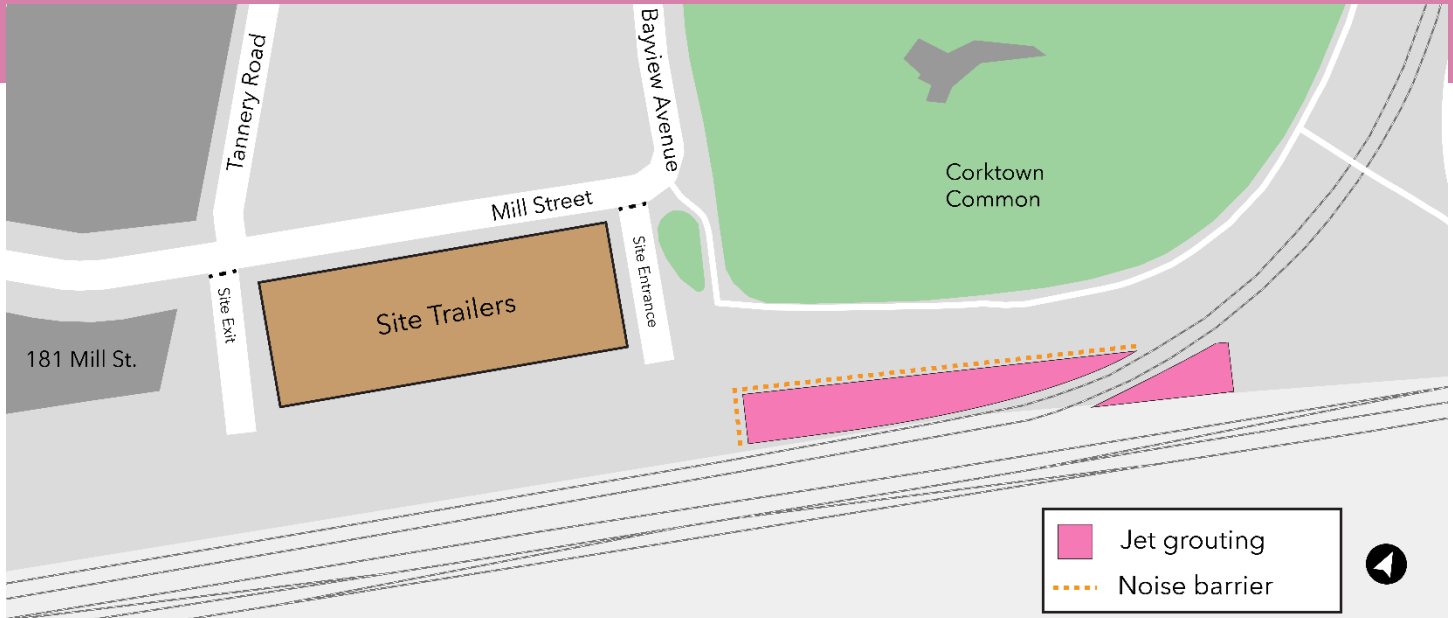 Tannery Road
Bayview Avenue
Corktown
Common
Mill Street
Site Entrance
Site Exit
Site Trailers
181 Mill St.
Jet grouting
Noise barrier